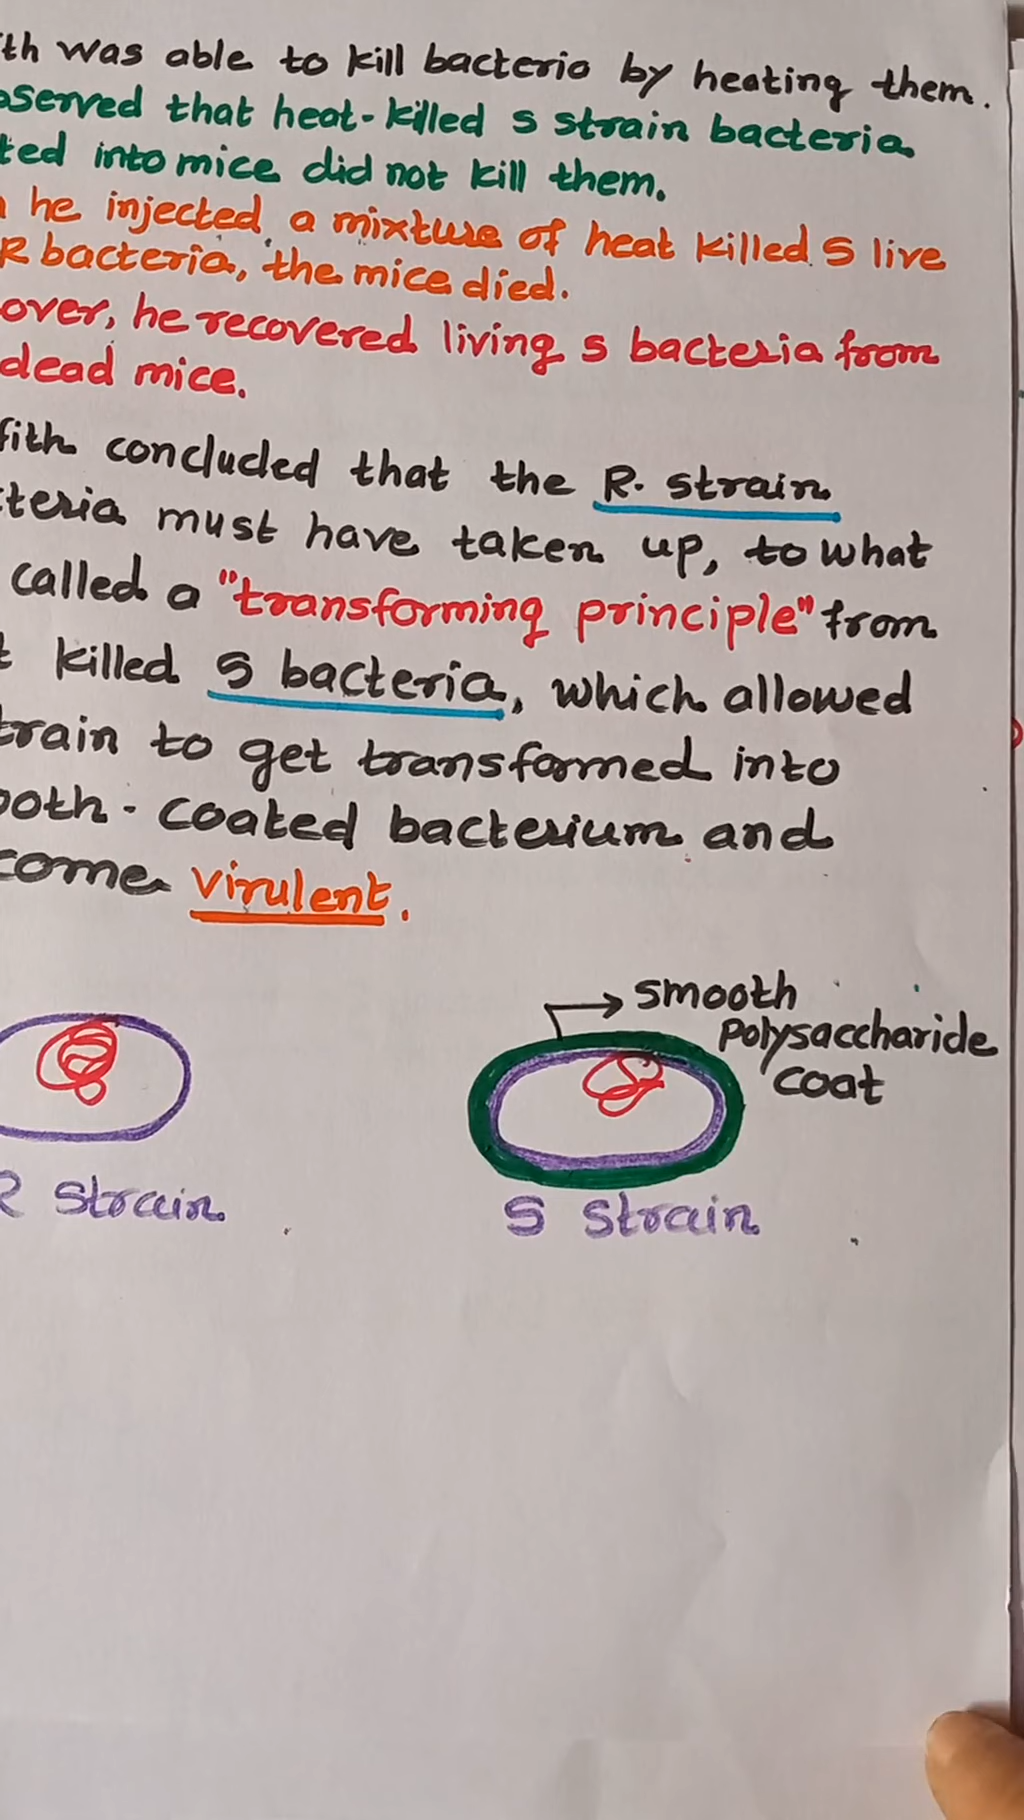 th was able to kill bacteria by heating them.
served that heat-killed S strain bacteria
ted into mice did not kill them.
he injected a mixture of heat killed S live
R bacteria, the mice died.
over, he recovered living S bacteria from
dead mice.
fith concluded that the R. strain
teria must have taken up, to what
called a "transforming principle" from
t killed S bacteria, which allowed
train to get transformed into
ooth - coated bacterium and
come virulent.
smooth
polysaccharide
coat
R strain
S strain